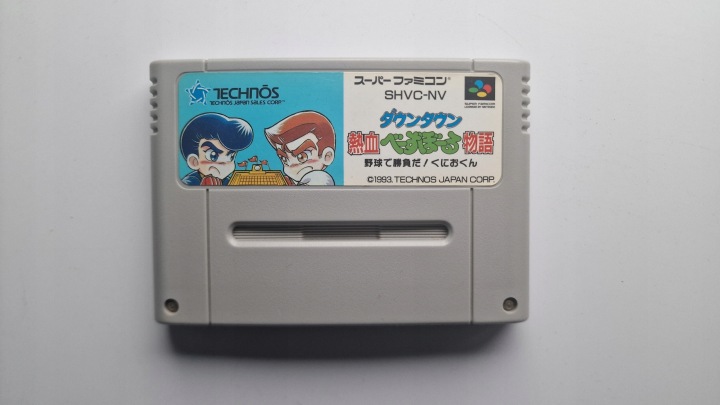 TECHNŌS
TECHNŌS JAPAN SALES CORP.
スーパーファミコン
SHVC-NV
SUPER FAMICOM
ダウンタウン
熱血べーすぼーる物語
野球で勝負だ!くにおくん
©1993. TECHNOS JAPAN CORP.